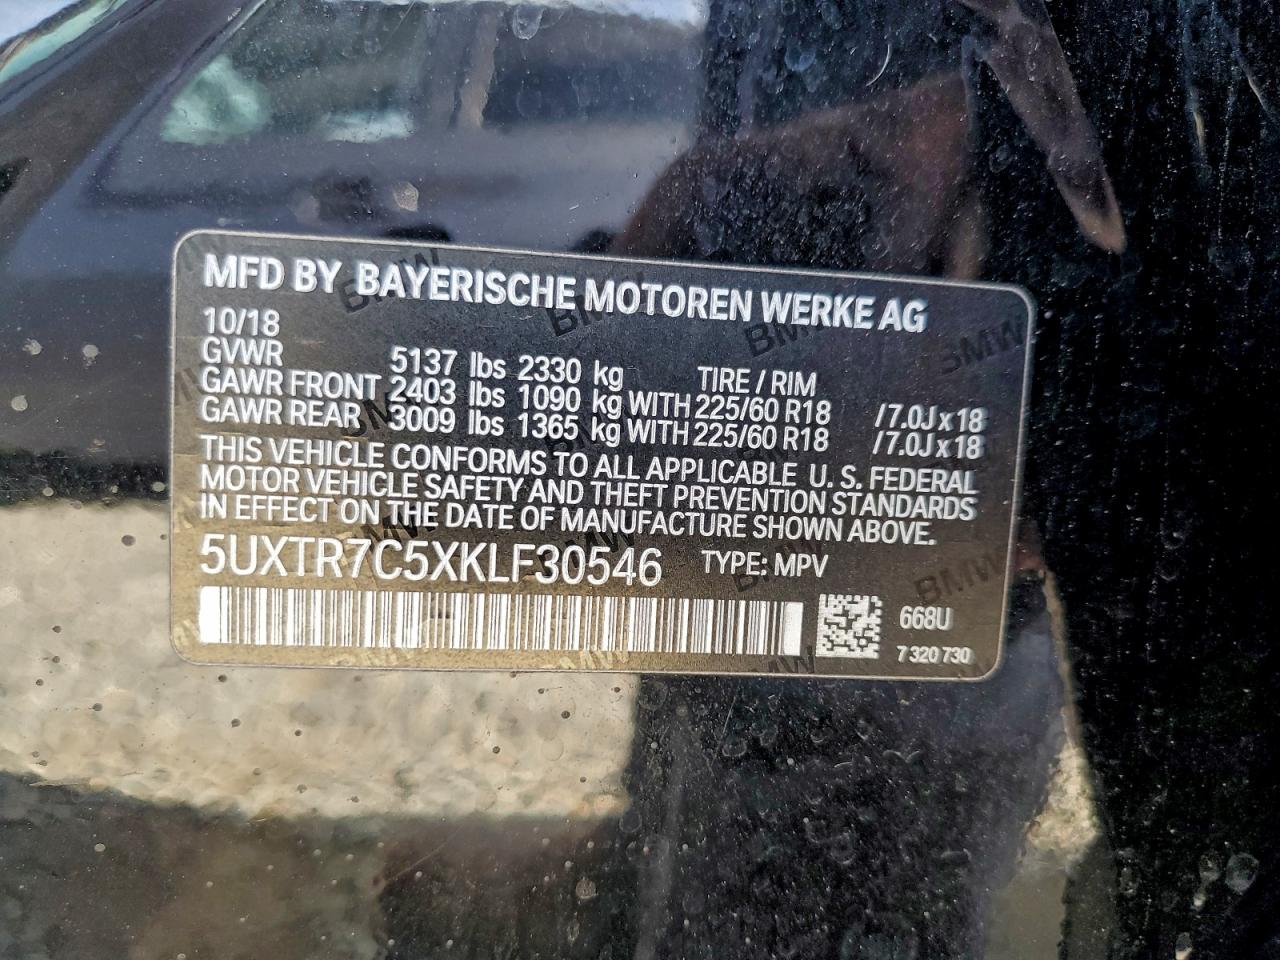 MFD BY BAYERISCHE MOTOREN WERKE AG
10/18
GVWR 5137 lbs 2330 kg TIRE / RIM
GAWR FRONT 2403 lbs 1090 kg WITH 225/60 R18 /7.0J x 18
GAWR REAR 3009 lbs 1365 kg WITH 225/60 R18 /7.0J x 18
THIS VEHICLE CONFORMS TO ALL APPLICABLE U. S. FEDERAL
MOTOR VEHICLE SAFETY AND THEFT PREVENTION STANDARDS
IN EFFECT ON THE DATE OF MANUFACTURE SHOWN ABOVE.
5UXTR7C5XKLF30546 TYPE: MPV
668U
7 320 730